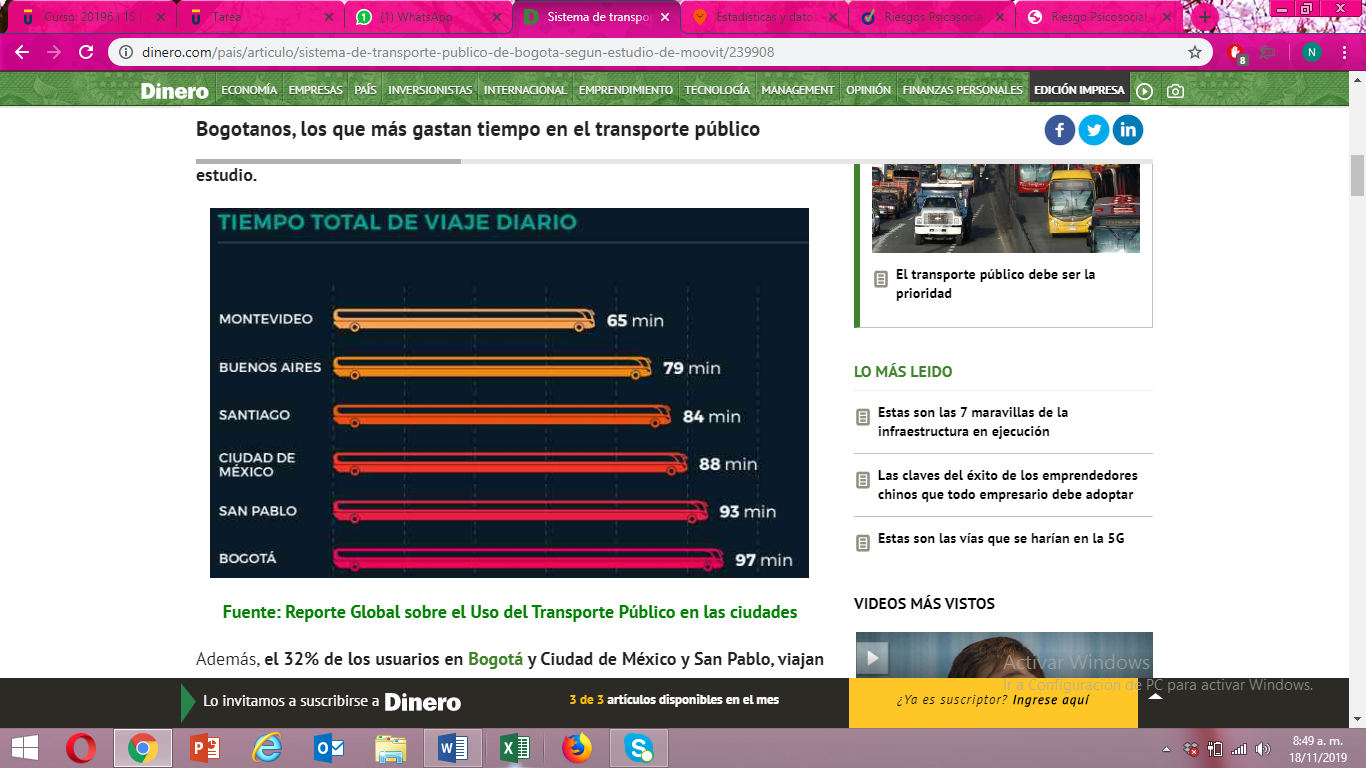 Curso: 20196 | 1S |
Tarea
(1) WhatsApp
Sistema de transpo
Estadísticas y datos
Riesgos Psicosocia
Riesgo Psicosocial
dinero.com/pais/articulo/sistema-de-transporte-publico-de-bogota-segun-estudio-de-moovit/239908
N
8
Dinero ECONOMÍA EMPRESAS PAÍS INVERSIONISTAS INTERNACIONAL EMPRENDIMIENTO TECNOLOGÍA MANAGEMENT OPINIÓN FINANZAS PERSONALES EDICIÓN IMPRESA
Bogotanos, los que más gastan tiempo en el transporte público
estudio.
TIEMPO TOTAL DE VIAJE DIARIO
MONTEVIDEO 65 min
BUENOS AIRES 79 min
SANTIAGO 84 min
CIUDAD DE
MÉXICO 88 min
SAN PABLO 93 min
BOGOTÁ 97 min
Fuente: Reporte Global sobre el Uso del Transporte Público en las ciudades
Además, el 32% de los usuarios en Bogotá y Ciudad de México y San Pablo, viajan
El transporte público debe ser la
prioridad
LO MÁS LEIDO
Estas son las 7 maravillas de la
infraestructura en ejecución
Las claves del éxito de los emprendedores
chinos que todo empresario debe adoptar
Estas son las vías que se harían en la 5G
VIDEOS MÁS VISTOS
Activar Windows
Ir a Configuración de PC para activar Windows.
Lo invitamos a suscribirse a Dinero
3 de 3 artículos disponibles en el mes
¿Ya es suscriptor? Ingrese aquí
8:49 a. m.
18/11/2019